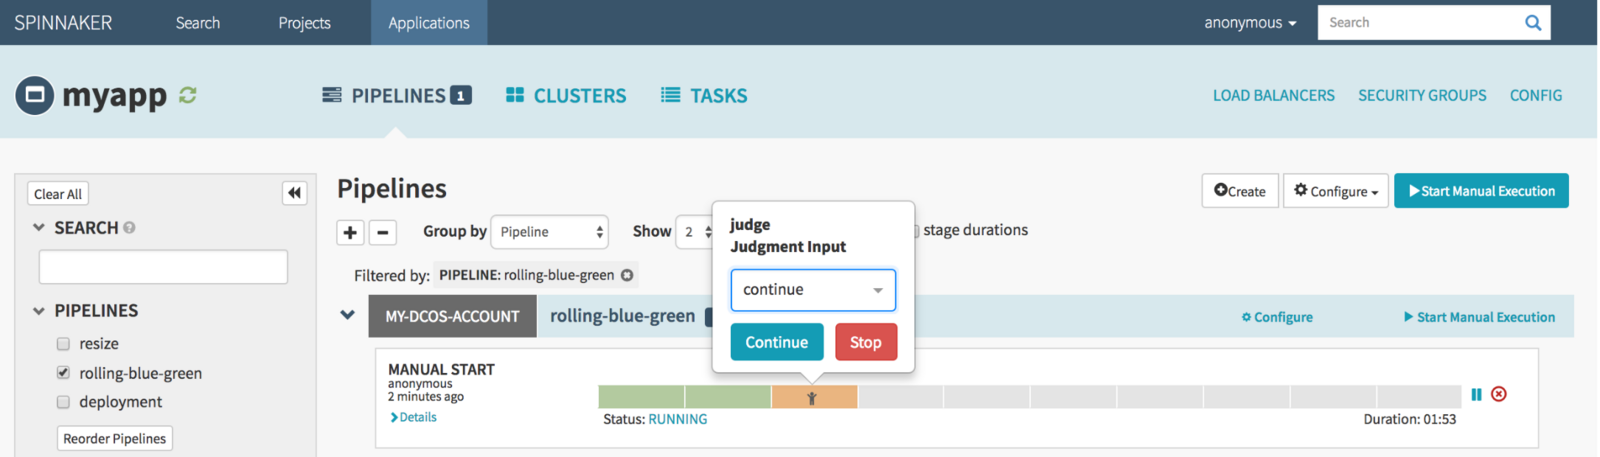 SPINNAKER Search Projects Applications anonymous Search
myapp PIPELINES 1 CLUSTERS TASKS LOAD BALANCERS SECURITY GROUPS CONFIG
Clear All
SEARCH ?
PIPELINES
resize
rolling-blue-green
deployment
Reorder Pipelines
Pipelines
Create Configure Start Manual Execution
Group by Pipeline Show 2 stage durations
Filtered by: PIPELINE: rolling-blue-green
judge
Judgment Input
continue
Continue Stop
MY-DCOS-ACCOUNT rolling-blue-green Configure Start Manual Execution
MANUAL START
anonymous
2 minutes ago
Details
Status: RUNNING Duration: 01:53